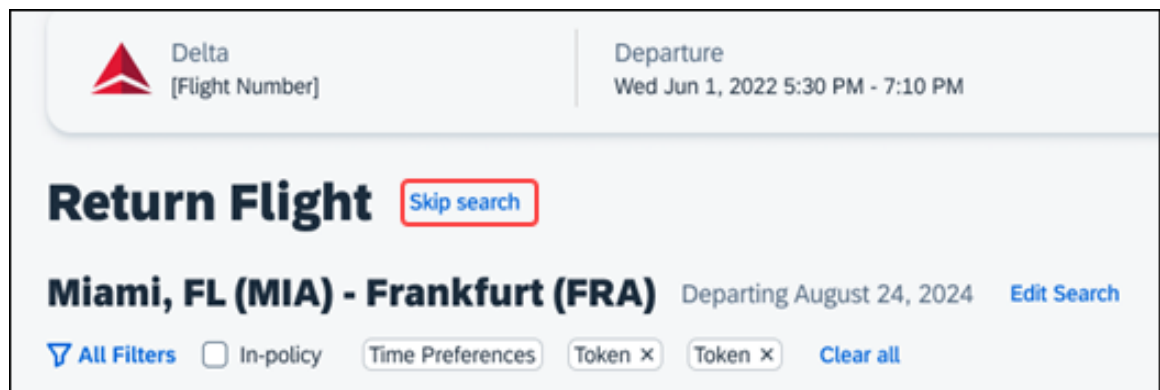 Delta
[Flight Number]
Departure
Wed Jun 1, 2022 5:30 PM - 7:10 PM
Return Flight Skip search
Miami, FL (MIA) - Frankfurt (FRA) Departing August 24, 2024 Edit Search
All Filters In-policy Time Preferences Token × Token × Clear all